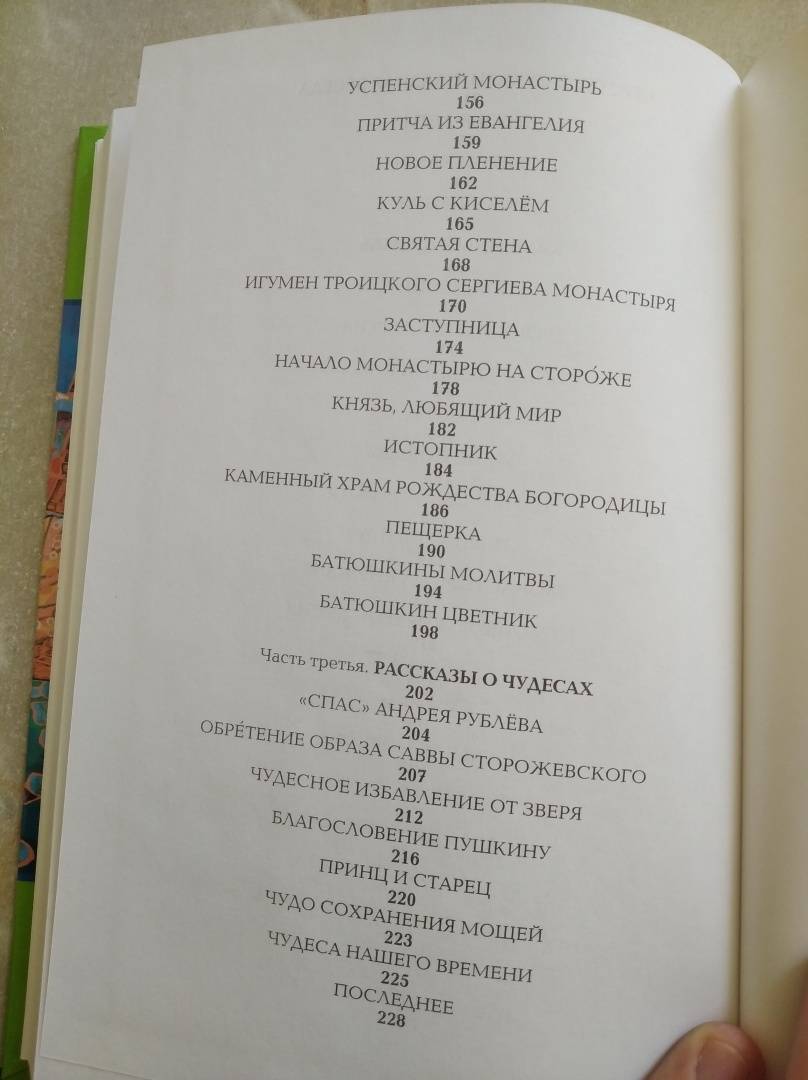 УСПЕНСКИЙ МОНАСТЫРЬ
156
ПРИТЧА ИЗ ЕВАНГЕЛИЯ
159
НОВОЕ ПЛЕНЕНИЕ
162
КУЛЬ С КИСЕЛЁМ
165
СВЯТАЯ СТЕНА
168
ИГУМЕН ТРОИЦКОГО СЕРГИЕВА МОНАСТЫРЯ
170
ЗАСТУПНИЦА
174
НАЧАЛО МОНАСТЫРЮ НА СТОРО́ЖЕ
178
КНЯЗЬ, ЛЮБЯЩИЙ МИР
182
ИСТОПНИК
184
КАМЕННЫЙ ХРАМ РОЖДЕСТВА БОГОРОДИЦЫ
186
ПЕЩЕРКА
190
БАТЮШКИНЫ МОЛИТВЫ
194
БАТЮШКИН ЦВЕТНИК
198
Часть третья. РАССКАЗЫ О ЧУДЕСАХ
202
«СПАС» АНДРЕЯ РУБЛЁВА
204
ОБРЕ́ТЕНИЕ ОБРАЗА САВВЫ СТОРОЖЕВСКОГО
207
ЧУДЕСНОЕ ИЗБАВЛЕНИЕ ОТ ЗВЕРЯ
212
БЛАГОСЛОВЕНИЕ ПУШКИНУ
216
ПРИНЦ И СТАРЕЦ
220
ЧУДО СОХРАНЕНИЯ МОЩЕЙ
223
ЧУДЕСА НАШЕГО ВРЕМЕНИ
225
ПОСЛЕДНЕЕ
228